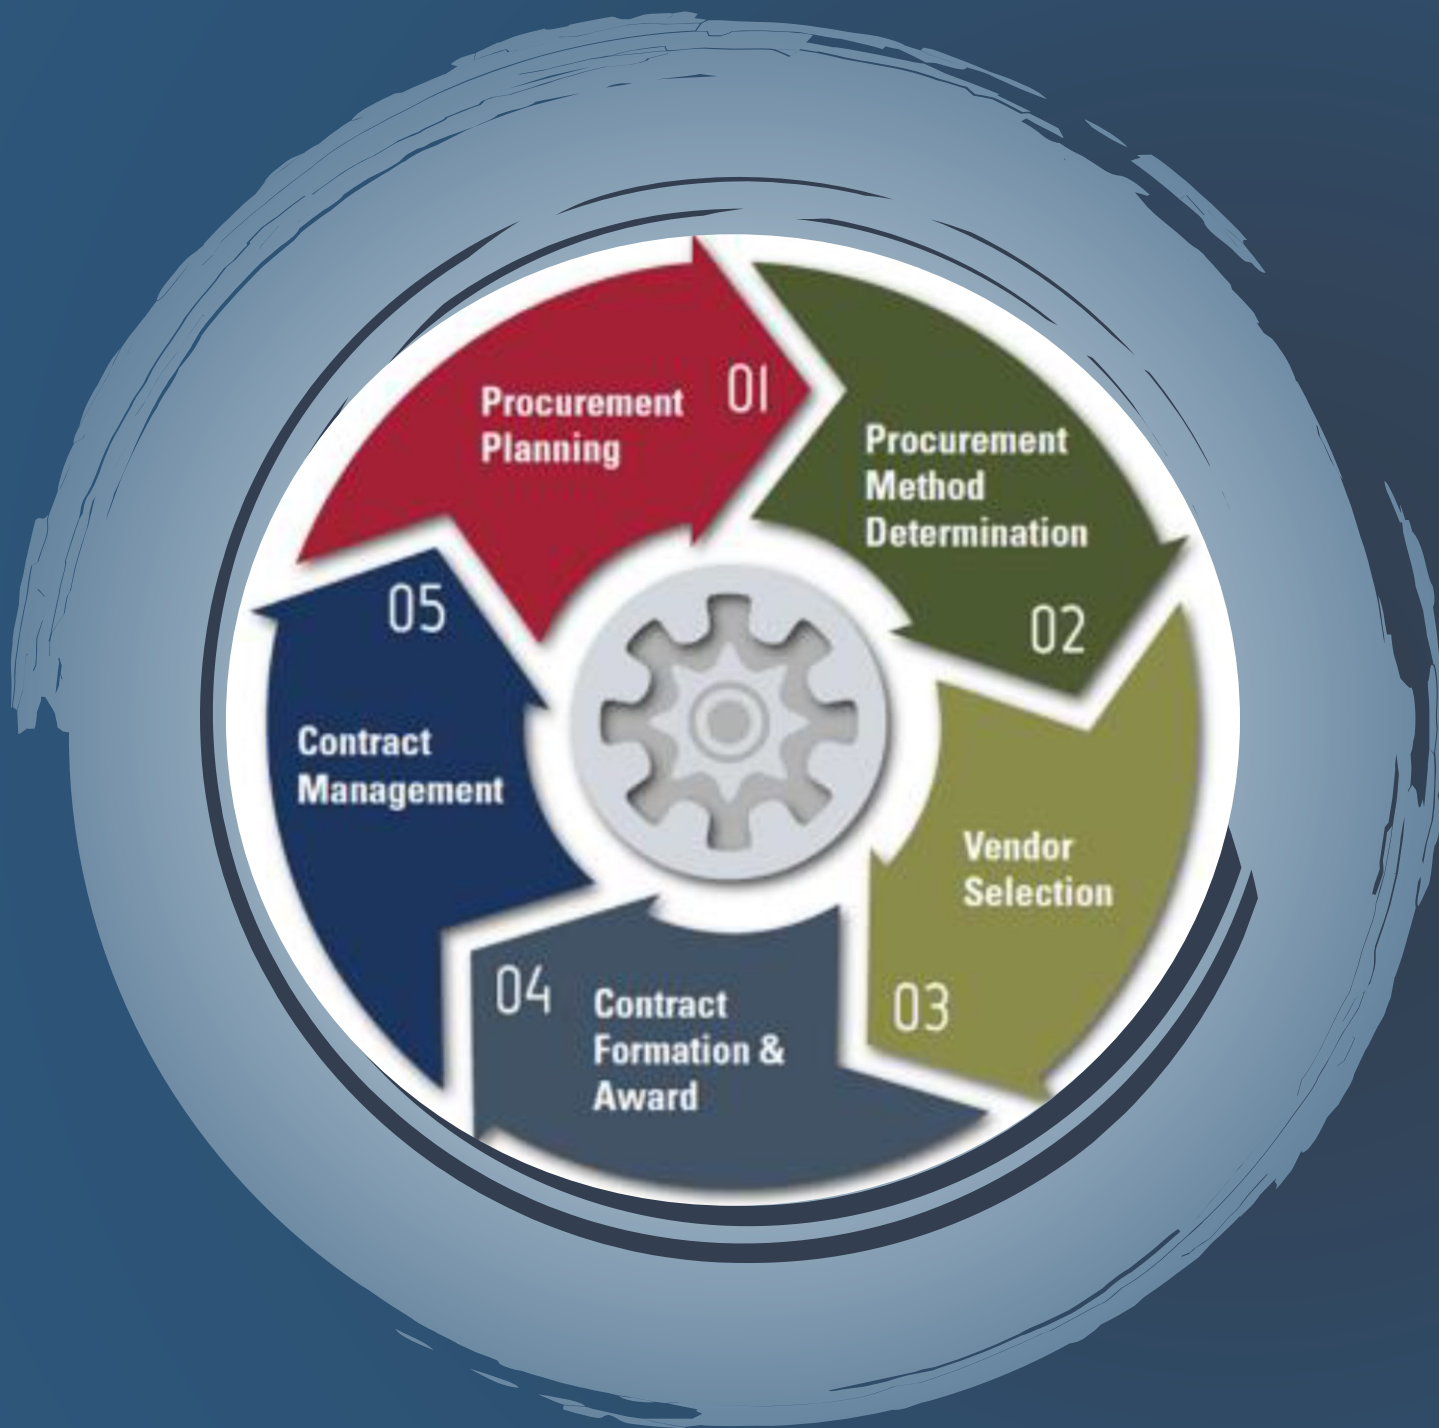 01
Procurement
Planning
Procurement
Method
Determination
02
Vendor
Selection
03
04
Contract
Formation &
Award
05
Contract
Management